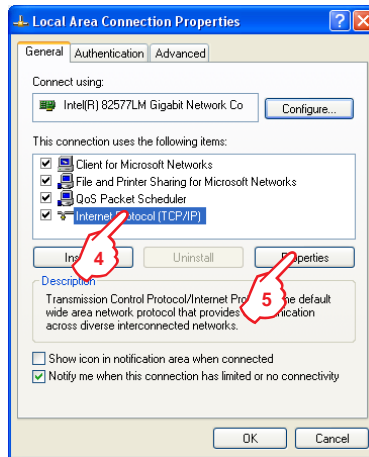 Local Area Connection Properties
General Authentication Advanced
Connect using:
Intel(R) 82577LM Gigabit Network Co
Configure...
This connection uses the following items:
Client for Microsoft Networks
File and Printer Sharing for Microsoft Networks
QoS Packet Scheduler
Internet (TCP/IP)
4
Uninstall
5
Description
Transmission Control Protocol/Internet default
wide area network protocol that provides
across diverse interconnected networks.
Show icon in notification area when connected
Notify me when this connection has limited or no connectivity
OK Cancel